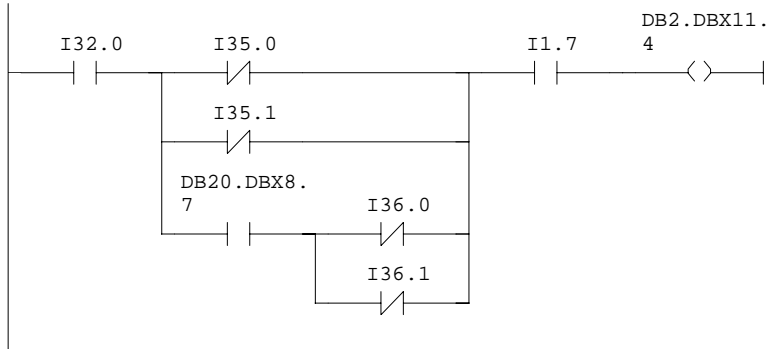 DB2.DBX11.
4
I32.0
I35.0
I1.7
I35.1
DB20.DBX8.
7
I36.0
I36.1